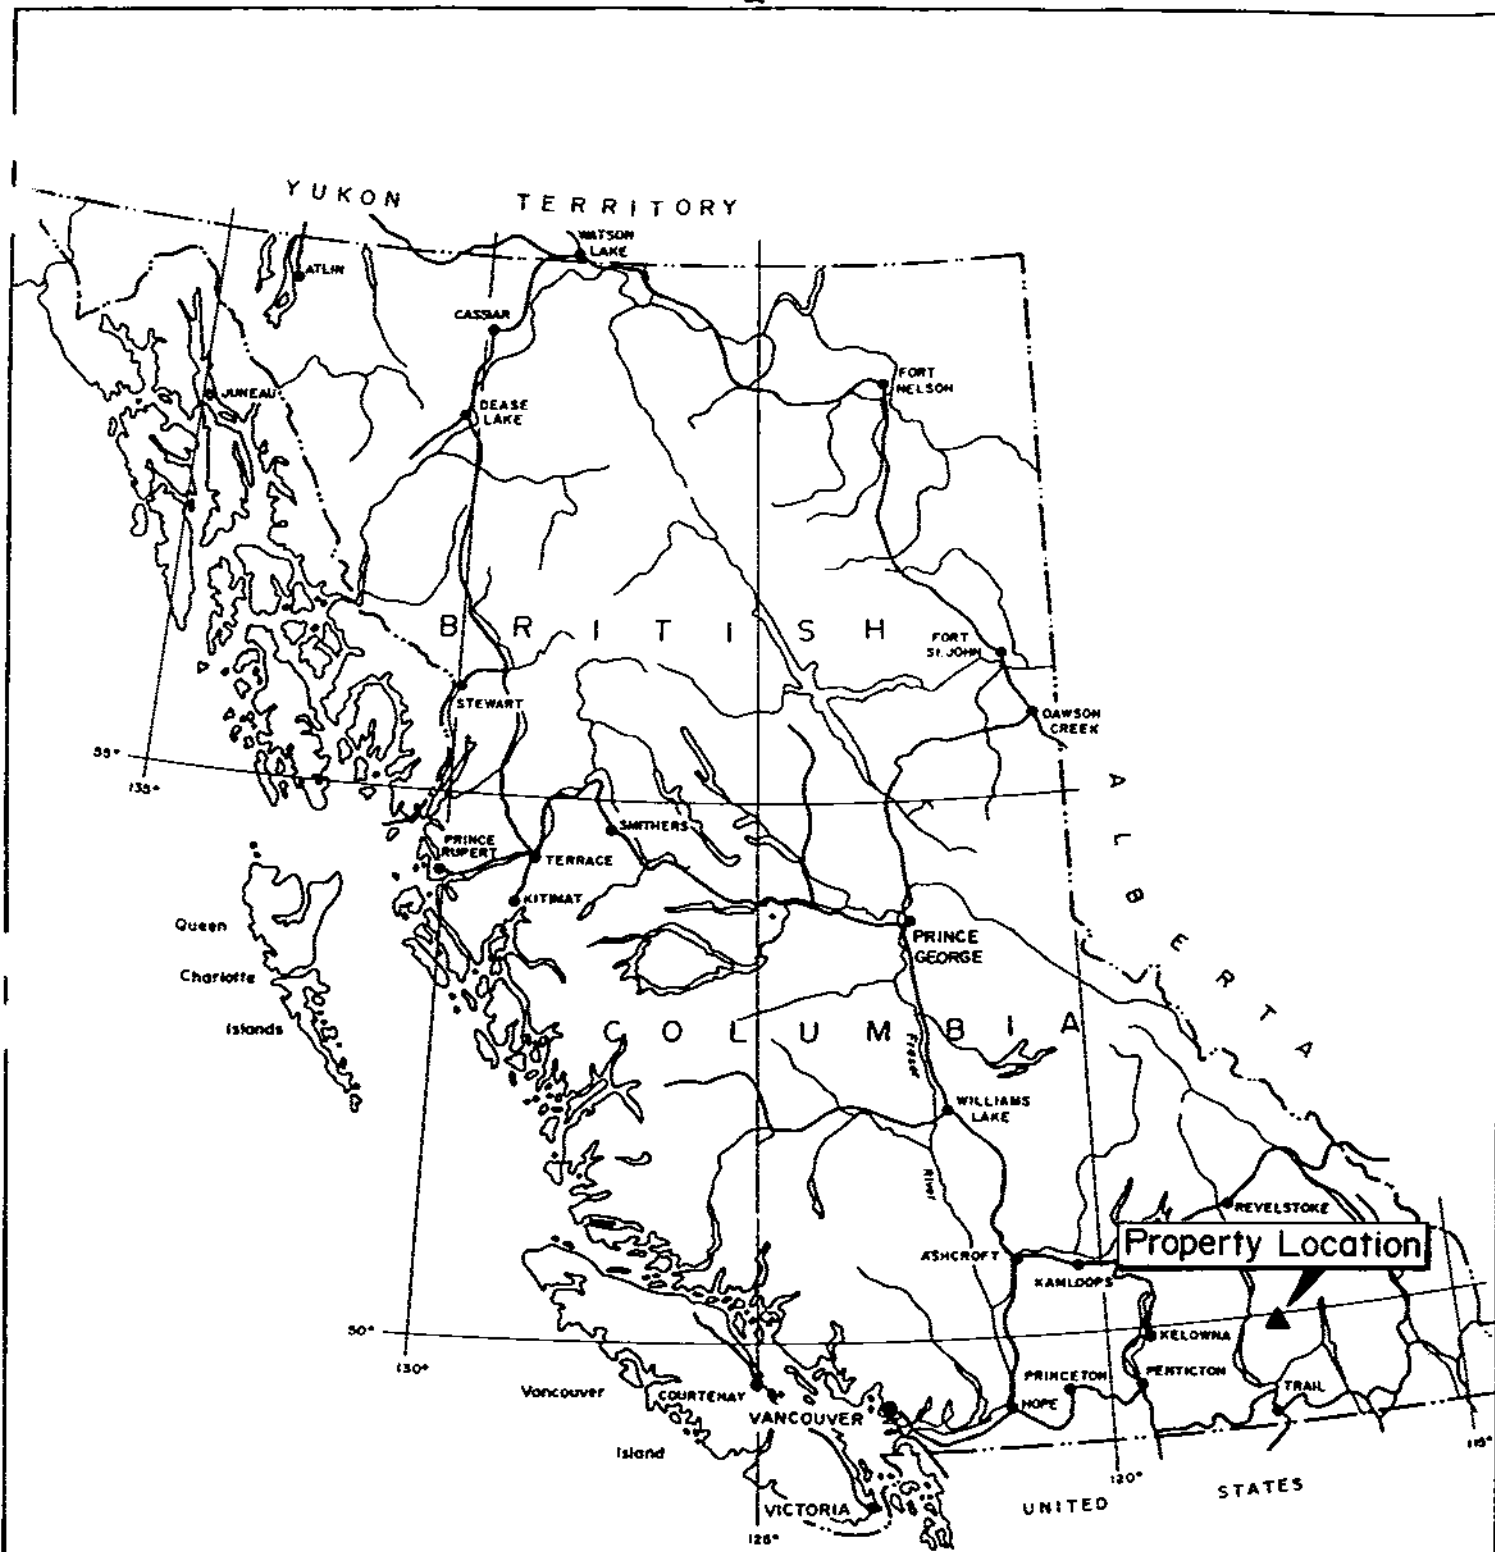 YUKON TERRITORY
WATSON
LAKE
ATLIN
CASSIAR
JUNEAU
DEASE
LAKE
FORT
NELSON
BRITISH
FORT
St. JOHN
STEWART
DAWSON
CREEK
55°
135°
ALBERTA
SMITHERS
PRINCE
RUPERT
TERRACE
KITIMAT
Queen
Charlotte
Islands
PRINCE
GEORGE
COLUMBIA
Fraser
River
WILLIAMS
LAKE
REVELSTOKE
Property Location
ASHCROFT
KAMLOOPS
50°
130°
KELOWNA
PRINCETON
PENTICTON
TRAIL
HOPE
Vancouver
Island
COURTENAY
VANCOUVER
VICTORIA
125°
120°
115°
UNITED STATES